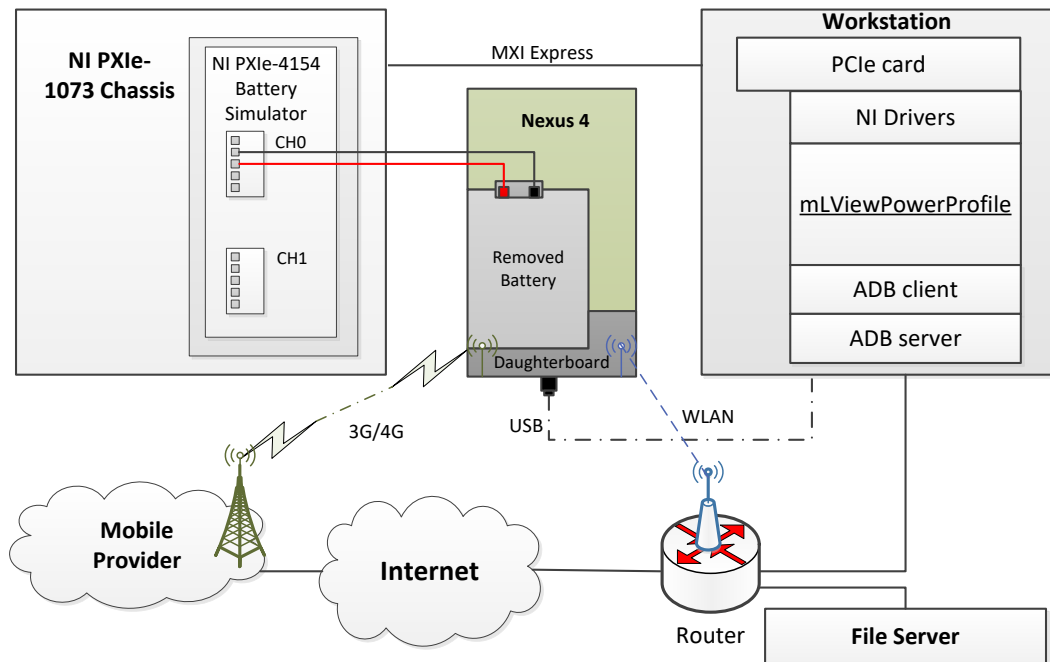 NI PXIe-
1073 Chassis
NI PXIe-4154
Battery
Simulator
CH0
CH1
MXI Express
Nexus 4
Removed
Battery
Daughterboard
Workstation
PCIe card
NI Drivers
mLViewPowerProfile
ADB client
ADB server
USB
WLAN
3G/4G
Mobile
Provider
Internet
Router
File Server